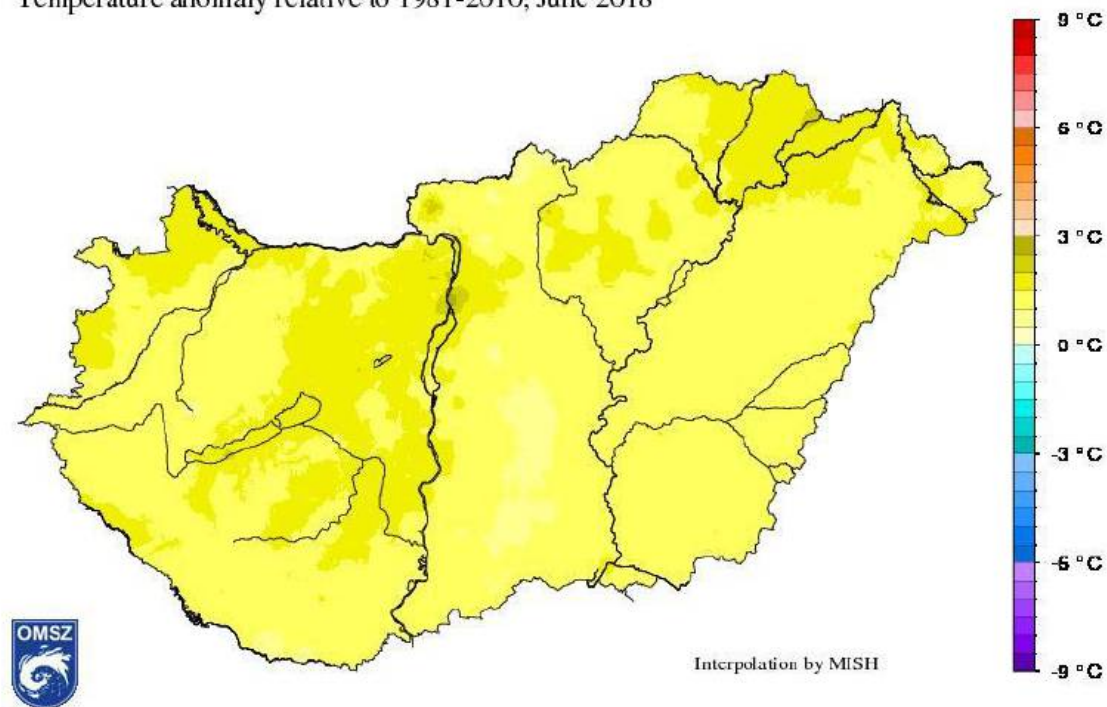 Temperature anomaly relative to 1981-2010, June 2018
9 °C
6 °C
3 °C
0 °C
-3 °C
-6 °C
-9 °C
OMSZ
Interpolation by MISH